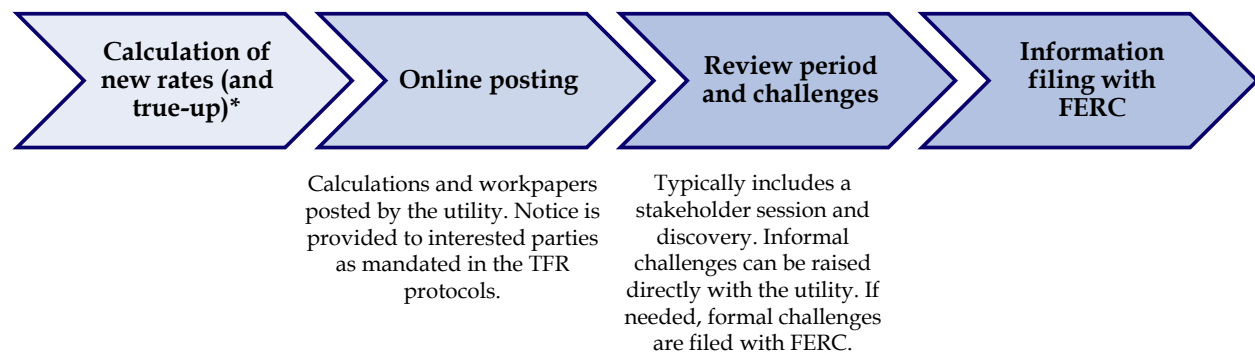 Calculation of
new rates (and
true-up)*
Online posting
Review period
and challenges
Information
filing with
FERC
Calculations and workpapers
posted by the utility. Notice is
provided to interested parties
as mandated in the TFR
protocols.
Typically includes a
stakeholder session and
discovery. Informal
challenges can be raised
directly with the utility. If
needed, formal challenges
are filed with FERC.